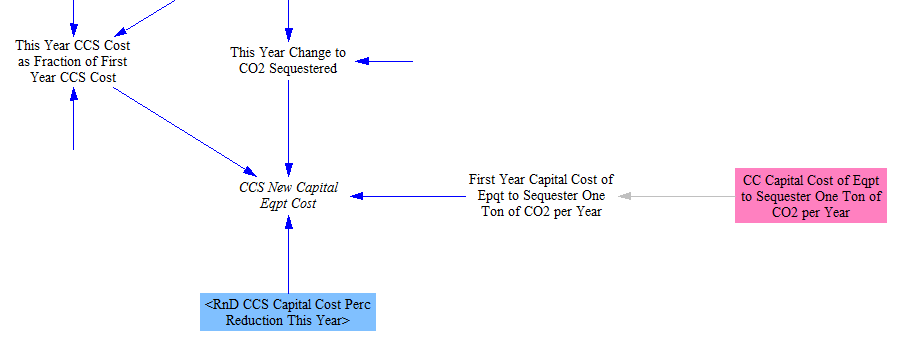 This Year CCS Cost
as Fraction of First
Year CCS Cost
This Year Change to
CO2 Sequestered
CCS New Capital
Eqpt Cost
First Year Capital Cost of
Epqt to Sequester One
Ton of CO2 per Year
CC Capital Cost of Eqpt
to Sequester One Ton of
CO2 per Year
<RnD CCS Capital Cost Perc
Reduction This Year>